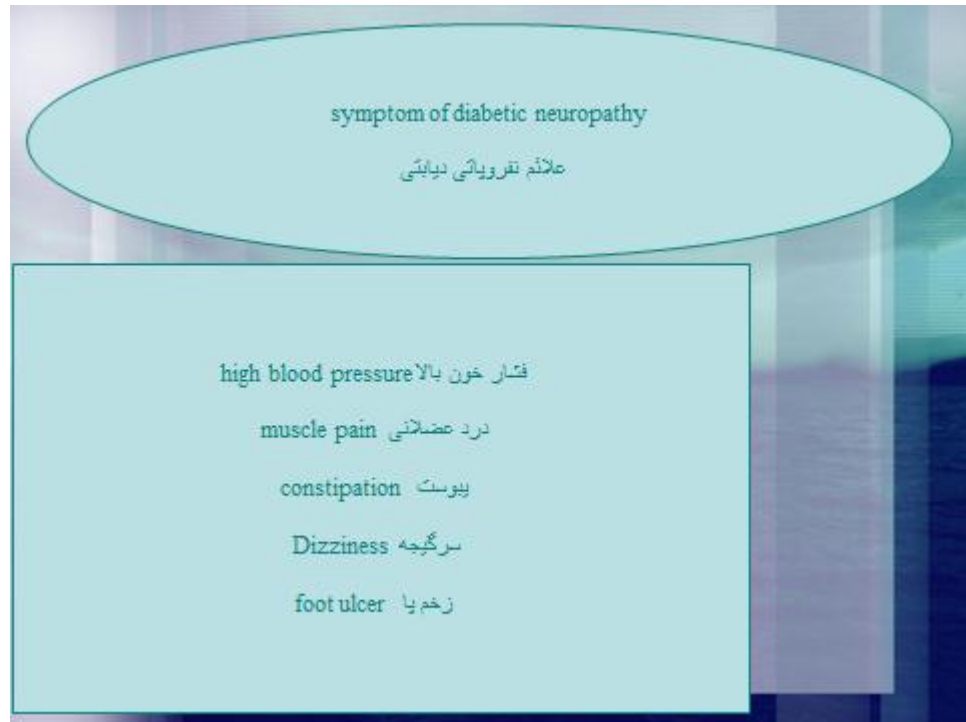 symptom of diabetic neuropathy
علائم نفروپاتی دیابتی
فشار خون بالا high blood pressure
درد عضلانی muscle pain
یبوست constipation
سرگیجه Dizziness
زخم پا foot ulcer